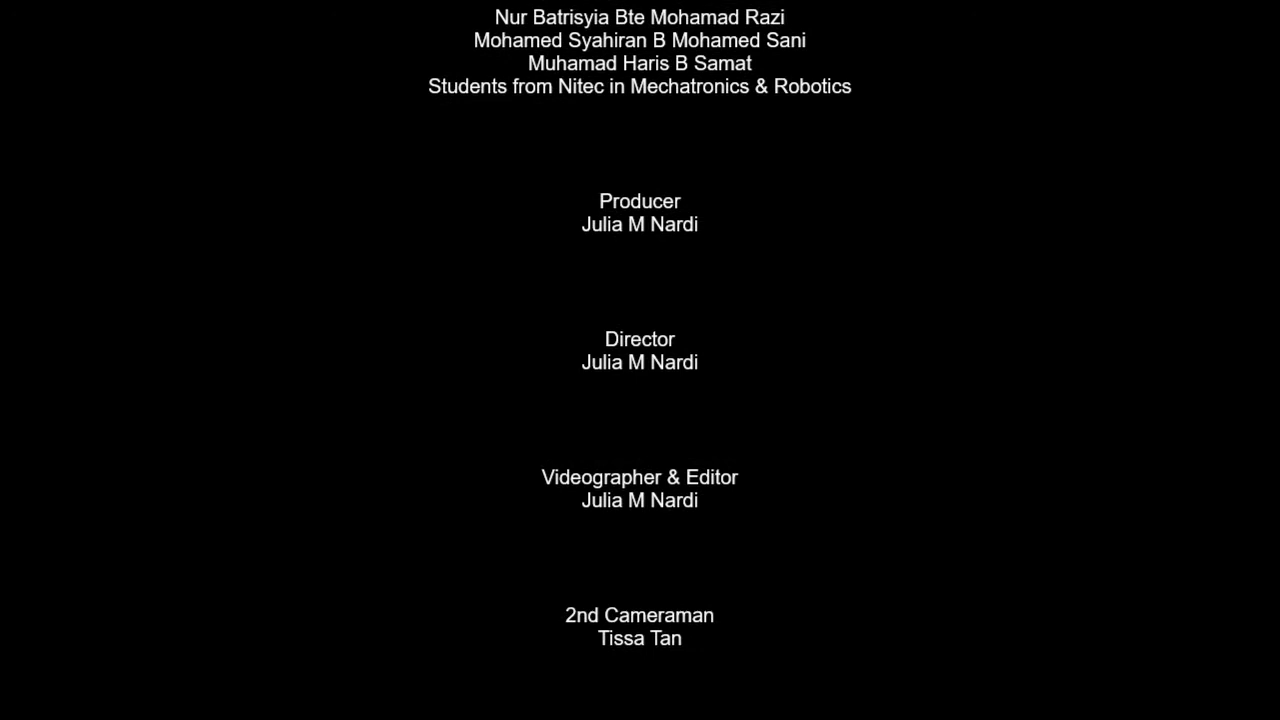 Nur Batrisyia Bte Mohamad Razi
Mohamed Syahiran B Mohamed Sani
Muhamad Haris B Samat
Students from Nitec in Mechatronics & Robotics
Producer
Julia M Nardi
Director
Julia M Nardi
Videographer & Editor
Julia M Nardi
2nd Cameraman
Tissa Tan